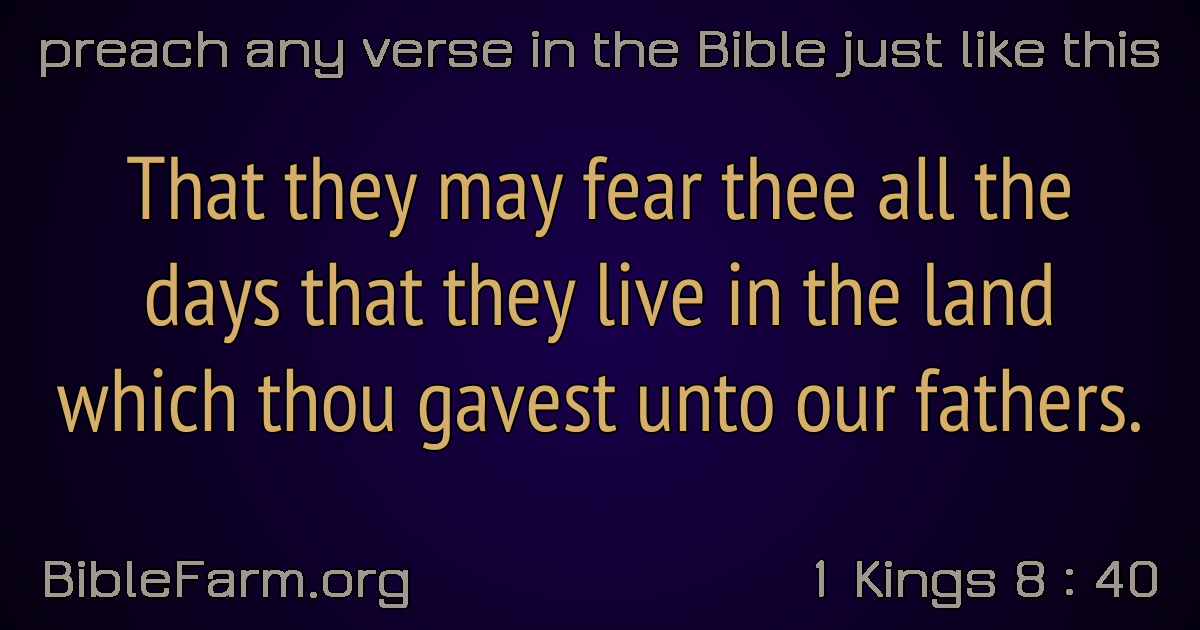 preach any verse in the Bible just like this
That they may fear thee all the
days that they live in the land
which thou gavest unto our fathers.
BibleFarm.org
1 Kings 8 : 40